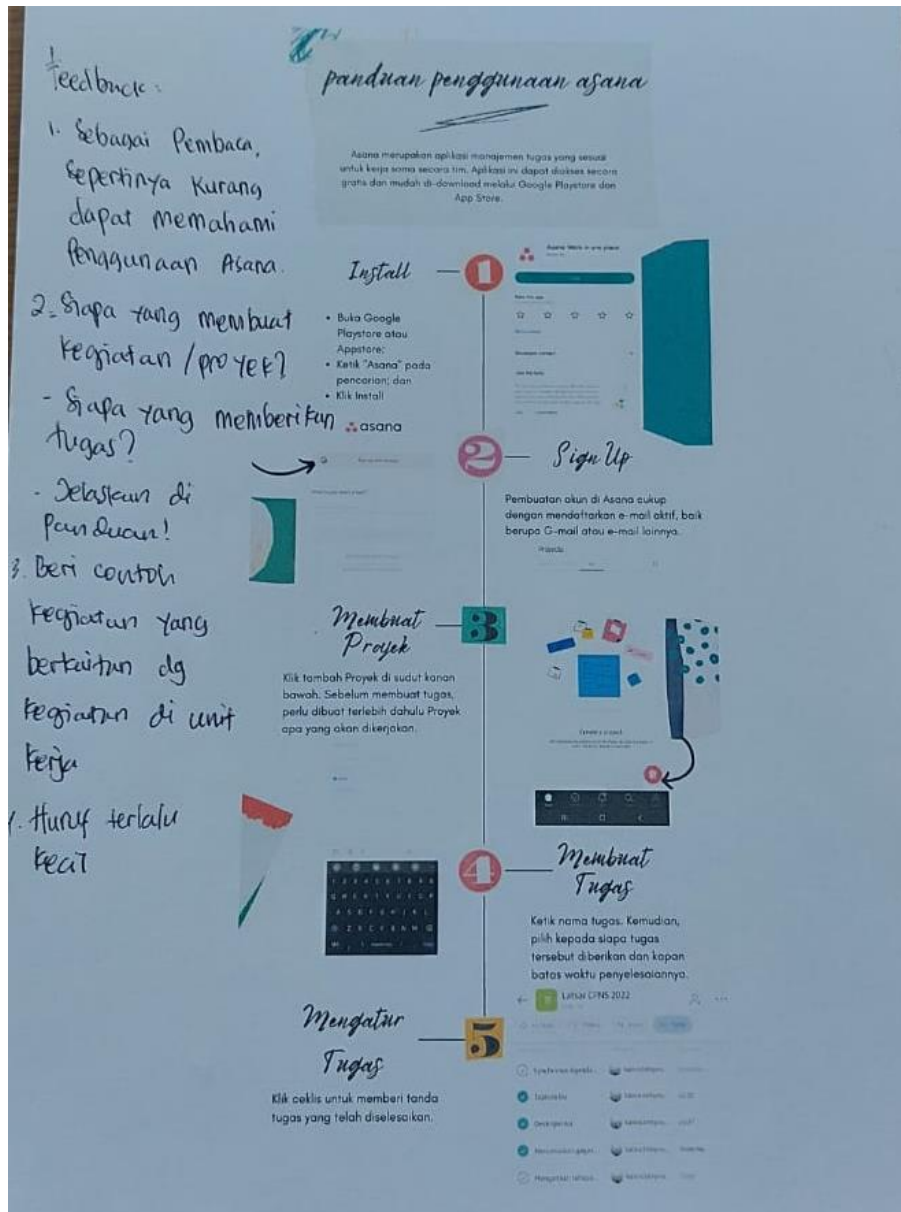 feedback:
1. Sebagai Pembaca,
sepertinya Kurang
dapat memahami
Penggunaan Asana.
2. Siapa yang membuat
kegiatan/proyek?
- Siapa yang memberikan
tugas?
- Jelaskan di
Panduan!
3. Beri contoh
kegiatan yang
berkaitan dg
kegiatan di unit
kerja
4. Huruf terlalu
kecil
panduan penggunaan asana
Asana merupakan aplikasi manajemen tugas yang sesuai
untuk kerja sama secara tim. Aplikasi ini dapat diakses secara
gratis dan mudah di-download melalui Google Playstore dan
App Store.
Install
1
• Buka Google
Playstore atau
Appstore;
• Ketik "Asana" pada
pencarian; dan
• Klik Install
asana
2
Sign Up
Pembuatan akun di Asana cukup
dengan mendaftarkan e-mail aktif, baik
berupa G-mail atau e-mail lainnya.
Projects
Membuat
Proyek
3
Klik tambah Proyek di sudut kanan
bawah. Sebelum membuat tugas,
perlu dibuat terlebih dahulu Proyek
apa yang akan dikerjakan.
4
Membuat
Tugas
Ketik nama tugas. Kemudian,
pilih kepada siapa tugas
tersebut diberikan dan kapan
batas waktu penyelesaiannya.
Latsar CPNS 2022
Mengatur
Tugas
5
Klik ceklis untuk memberi tanda
tugas yang telah diselesaikan.